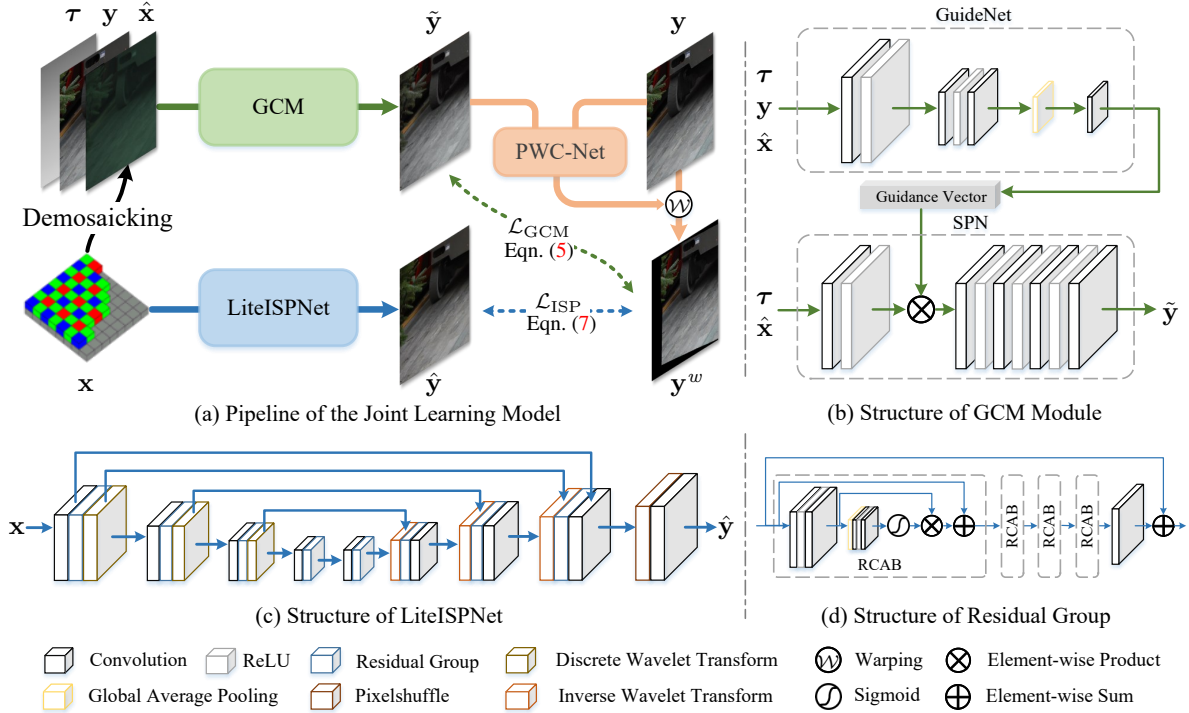 τ y x̂
GCM
ỹ
y
PWC-Net
W
Demosaicking
L_GCM
Eqn. (5)
LiteISPNet
L_ISP
Eqn. (7)
x
ŷ
y^w
(a) Pipeline of the Joint Learning Model
GuideNet
τ
y
x̂
Guidance Vector
SPN
τ
x̂
ỹ
(b) Structure of GCM Module
x
ŷ
(c) Structure of LiteISPNet
RCAB
RCAB
RCAB
RCAB
(d) Structure of Residual Group
Convolution
ReLU
Residual Group
Discrete Wavelet Transform
Warping
Element-wise Product
Global Average Pooling
Pixelshuffle
Inverse Wavelet Transform
Sigmoid
Element-wise Sum